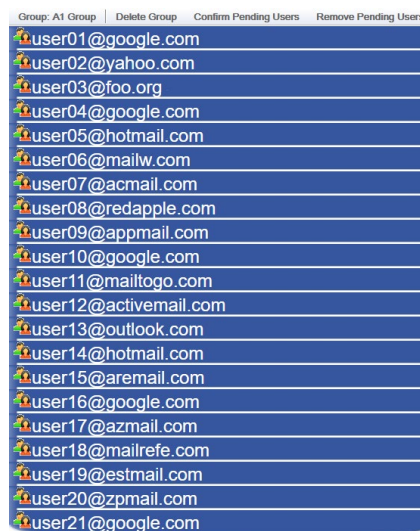 Group: A1 Group Delete Group Confirm Pending Users Remove Pending Users
user01@google.com
user02@yahoo.com
user03@foo.org
user04@google.com
user05@hotmail.com
user06@mailw.com
user07@acmail.com
user08@redapple.com
user09@appmail.com
user10@google.com
user11@mailtogo.com
user12@activemail.com
user13@outlook.com
user14@hotmail.com
user15@aremail.com
user16@google.com
user17@azmail.com
user18@mailrefe.com
user19@estmail.com
user20@zpmail.com
user21@google.com